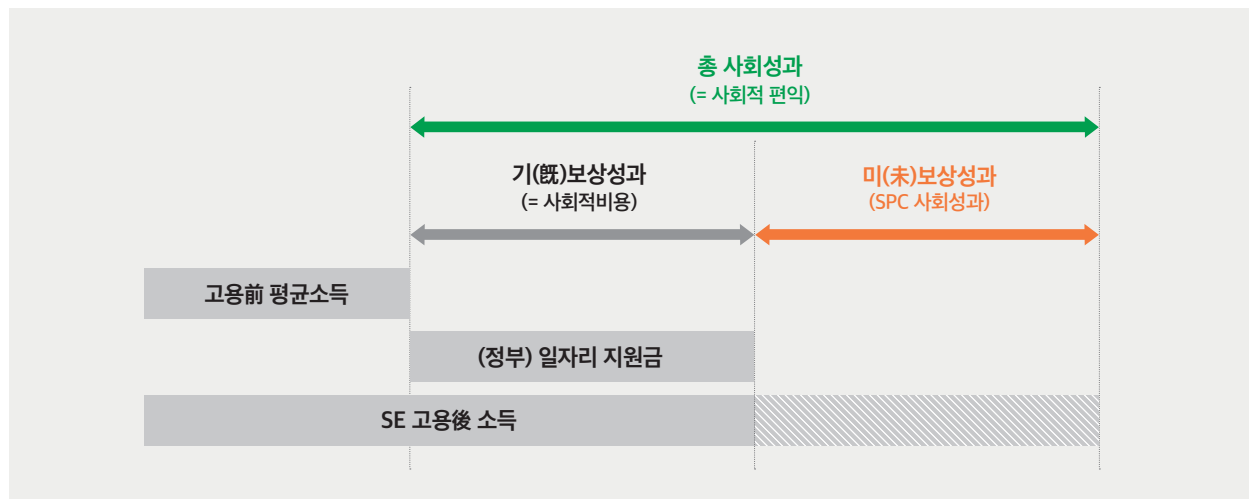 총 사회성과
(= 사회적 편익)
기(旣)보상성과
(= 사회적비용)
미(未)보상성과
(SPC 사회성과)
고용前 평균소득
(정부) 일자리 지원금
SE 고용後 소득